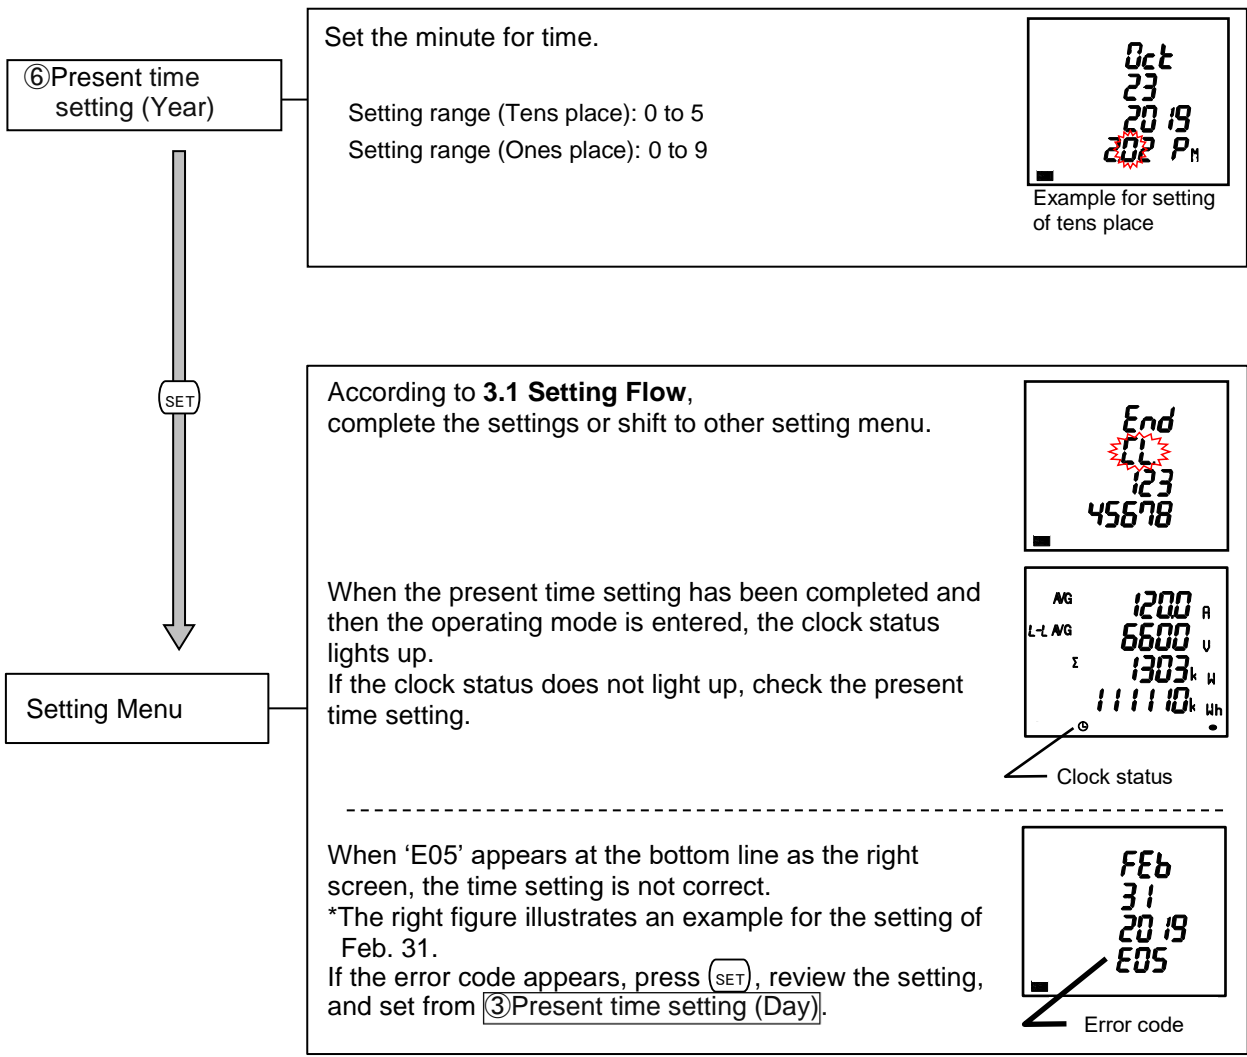 ⑥Present time
setting (Year)
Set the minute for time.
Setting range (Tens place): 0 to 5
Setting range (Ones place): 0 to 9
Oct
23
2019
202 PM
Example for setting
of tens place
SET
Setting Menu
According to 3.1 Setting Flow,
complete the settings or shift to other setting menu.
End
CL.
123
45678
When the present time setting has been completed and
then the operating mode is entered, the clock status
lights up.
If the clock status does not light up, check the present
time setting.
AVG 120.0 A
L-L AVG 6600 V
Σ 1303 k W
111110 k Wh
Clock status
When ‘E05’ appears at the bottom line as the right
screen, the time setting is not correct.
*The right figure illustrates an example for the setting of
Feb. 31.
If the error code appears, press SET, review the setting,
and set from ③Present time setting (Day).
FEb
31
2019
E05
Error code